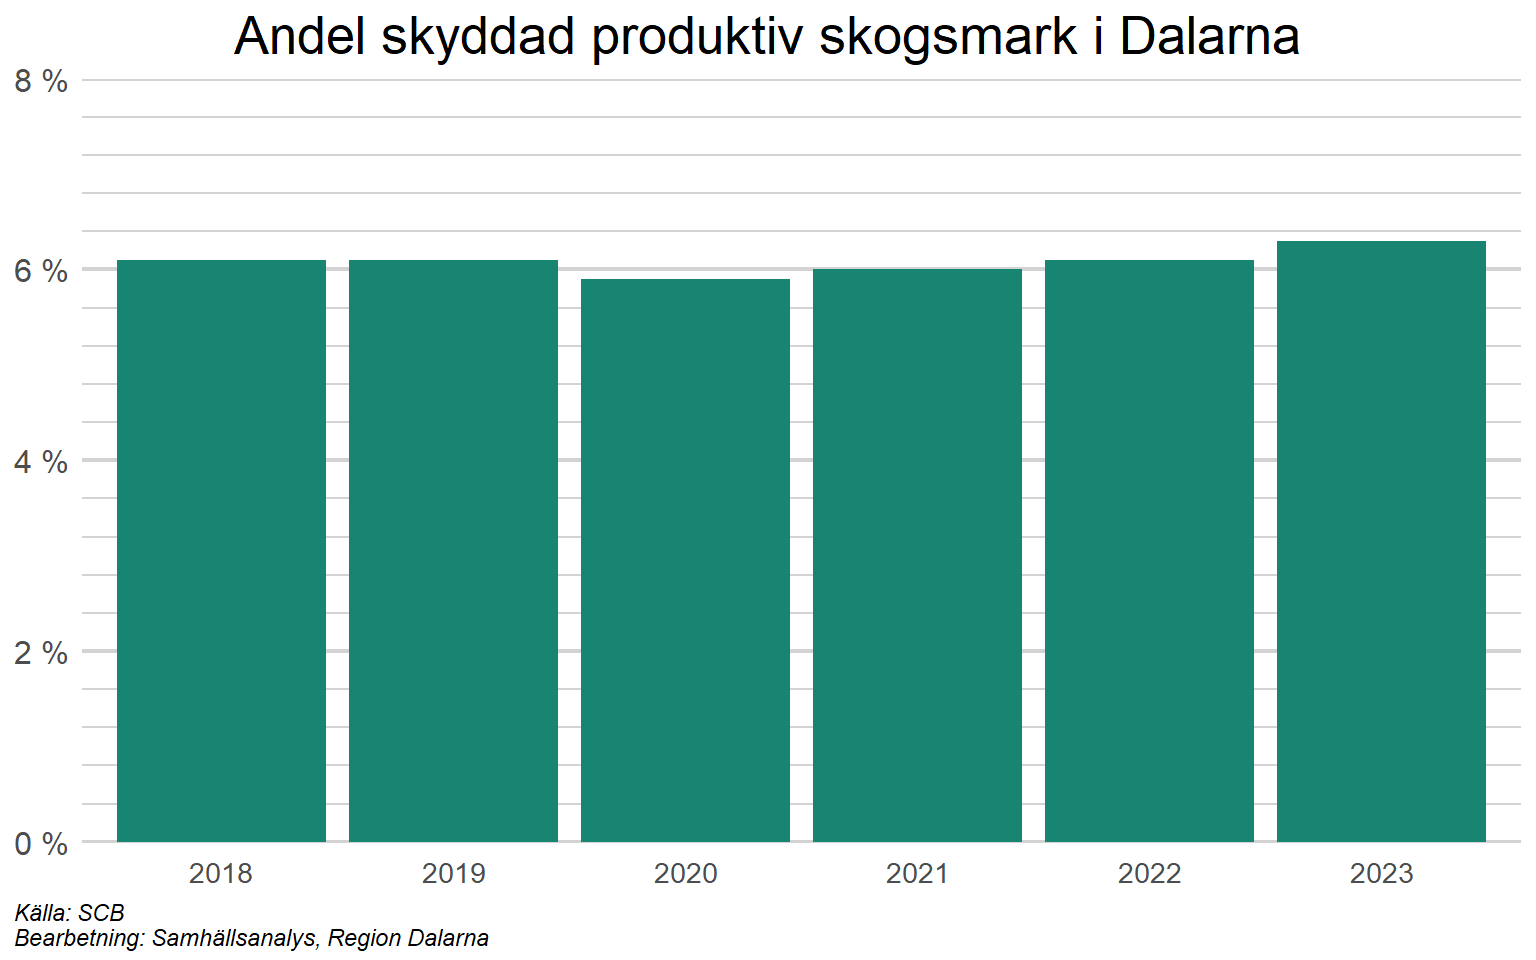 Andel skyddad produktiv skogsmark i Dalarna
8 %
6 %
4 %
2 %
0 %
2018 2019 2020 2021 2022 2023
Källa: SCB
Bearbetning: Samhällsanalys, Region Dalarna